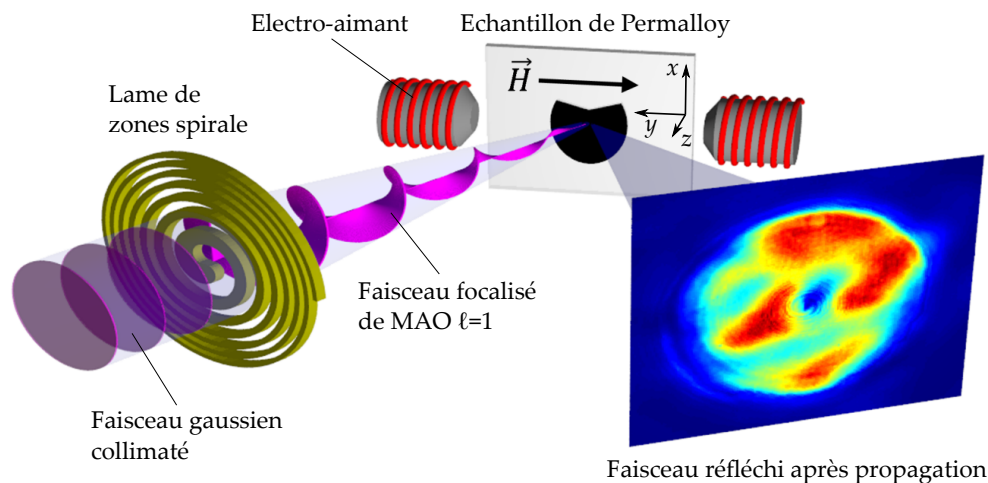 Electro-aimant
Echantillon de Permalloy
Lame de
zones spirale
H
x
y
z
Faisceau focalisé
de MAO ℓ=1
Faisceau gaussien
collimaté
Faisceau réfléchi après propagation